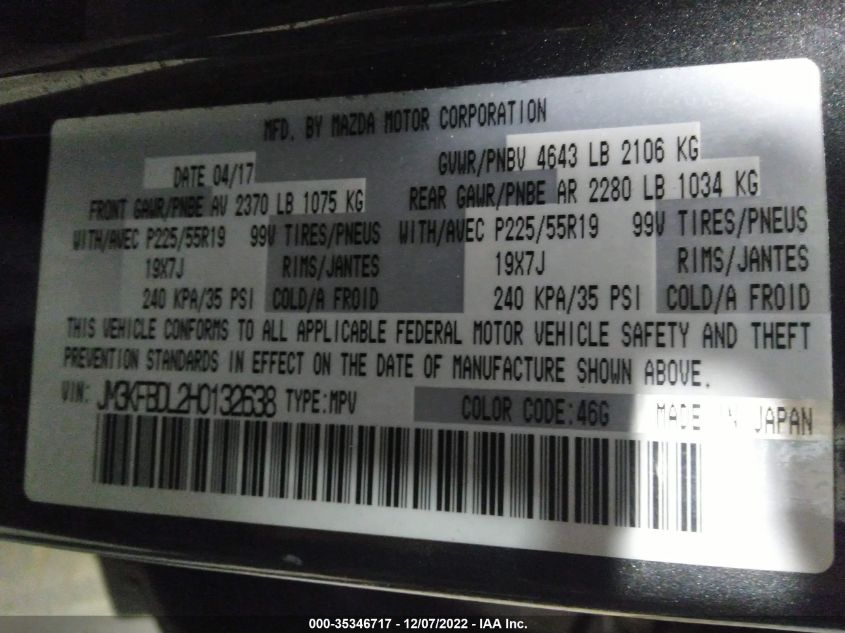 MFD. BY MAZDA MOTOR CORPORATION
DATE 04/17 GVWR/PNBV 4643 LB 2106 KG
FRONT GAWR/PNBE AV 2370 LB 1075 KG REAR GAWR/PNBE AR 2280 LB 1034 KG
WITH/AVEC P225/55R19 99V TIRES/PNEUS WITH/AVEC P225/55R19 99V TIRES/PNEUS
19X7J RIMS/JANTES 19X7J RIMS/JANTES
240 KPA/35 PSI COLD/A FROID 240 KPA/35 PSI COLD/A FROID
THIS VEHICLE CONFORMS TO ALL APPLICABLE FEDERAL MOTOR VEHICLE SAFETY AND THEFT
PREVENTION STANDARDS IN EFFECT ON THE DATE OF MANUFACTURE SHOWN ABOVE.
VIN: JM3KFBDL2H0132638 TYPE:MPV COLOR CODE:46G MADE IN JAPAN
000-35346717 - 12/07/2022 - IAA Inc.